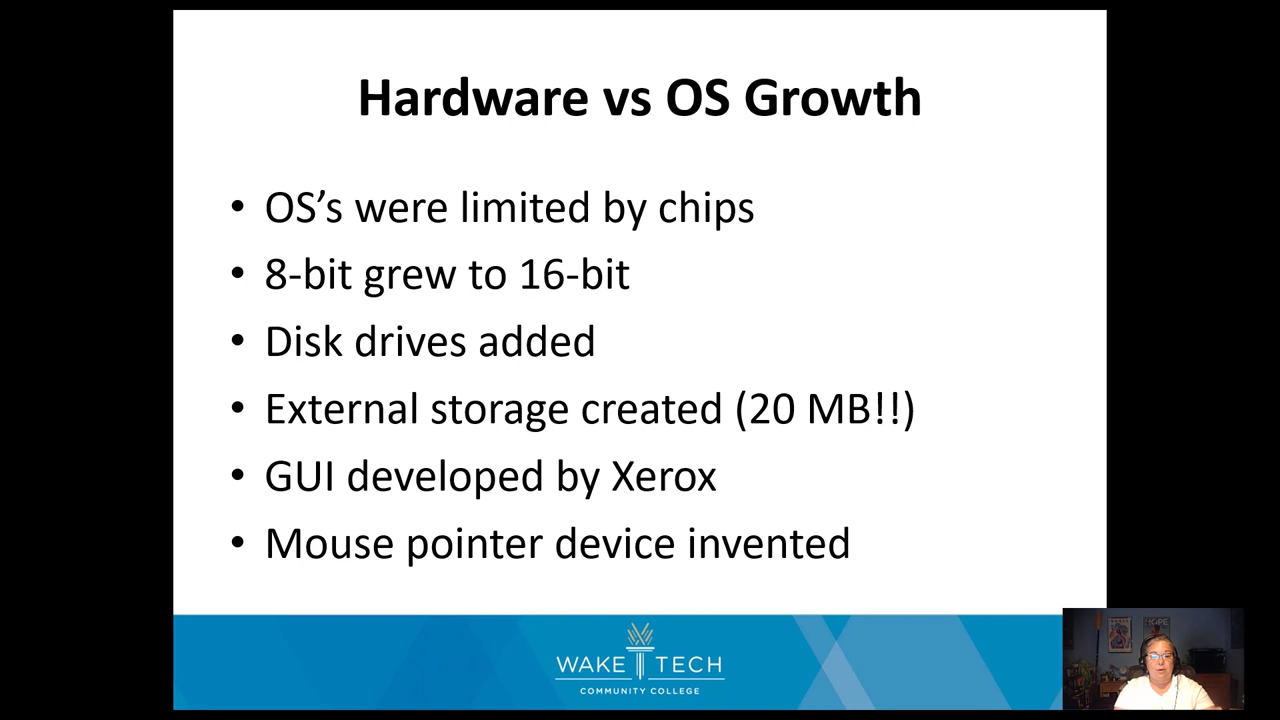 Hardware vs OS Growth
• OS’s were limited by chips
• 8-bit grew to 16-bit
• Disk drives added
• External storage created (20 MB!!)
• GUI developed by Xerox
• Mouse pointer device invented
WAKE TECH
COMMUNITY COLLEGE
HOPE